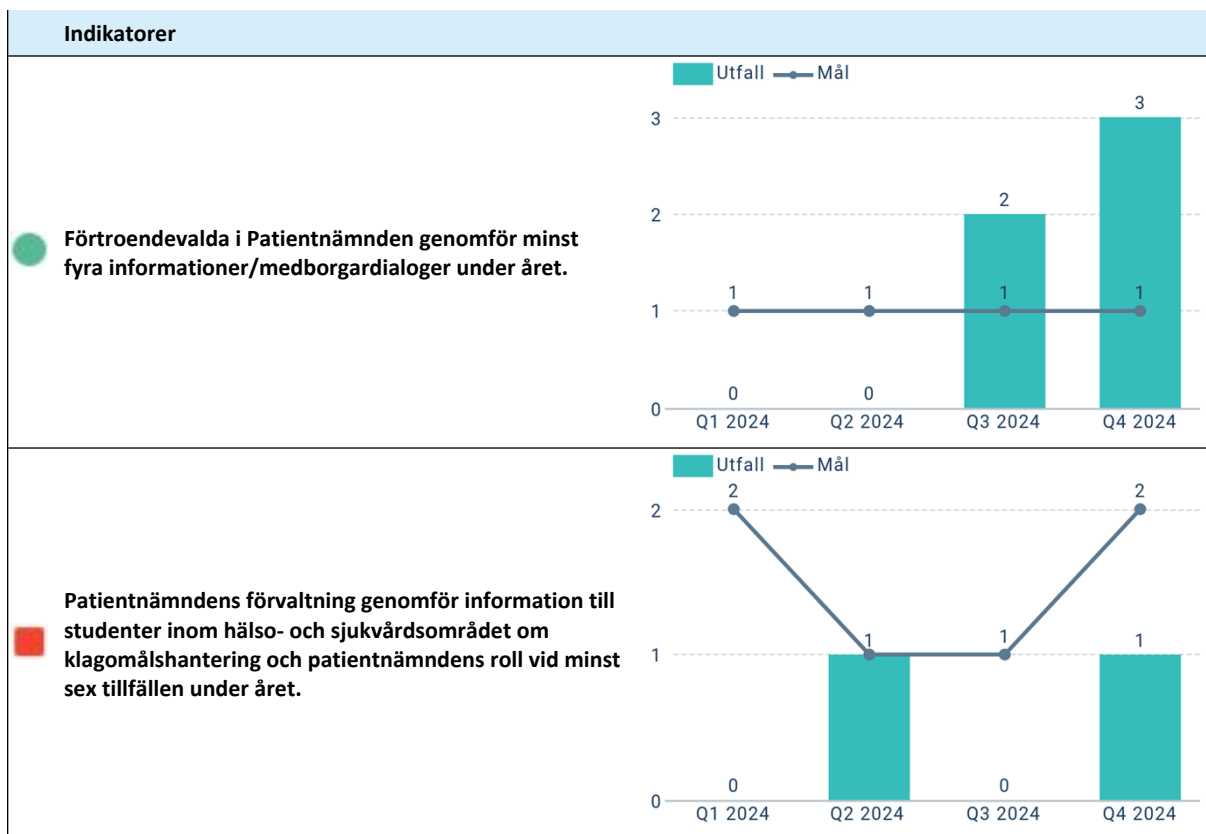 Indikatorer
Utfall Mål
3
3
2
2
1
1
1
1
1
0
0
0
Q1 2024 Q2 2024 Q3 2024 Q4 2024
Förtroendevalda i Patientnämnden genomför minst
fyra informationer/medborgardialoger under året.
Utfall Mål
2
2
2
1
1
1
1
0
0
0
Q1 2024 Q2 2024 Q3 2024 Q4 2024
Patientnämndens förvaltning genomför information till
studenter inom hälso- och sjukvårdsområdet om
klagomålshantering och patientnämndens roll vid minst
sex tillfällen under året.